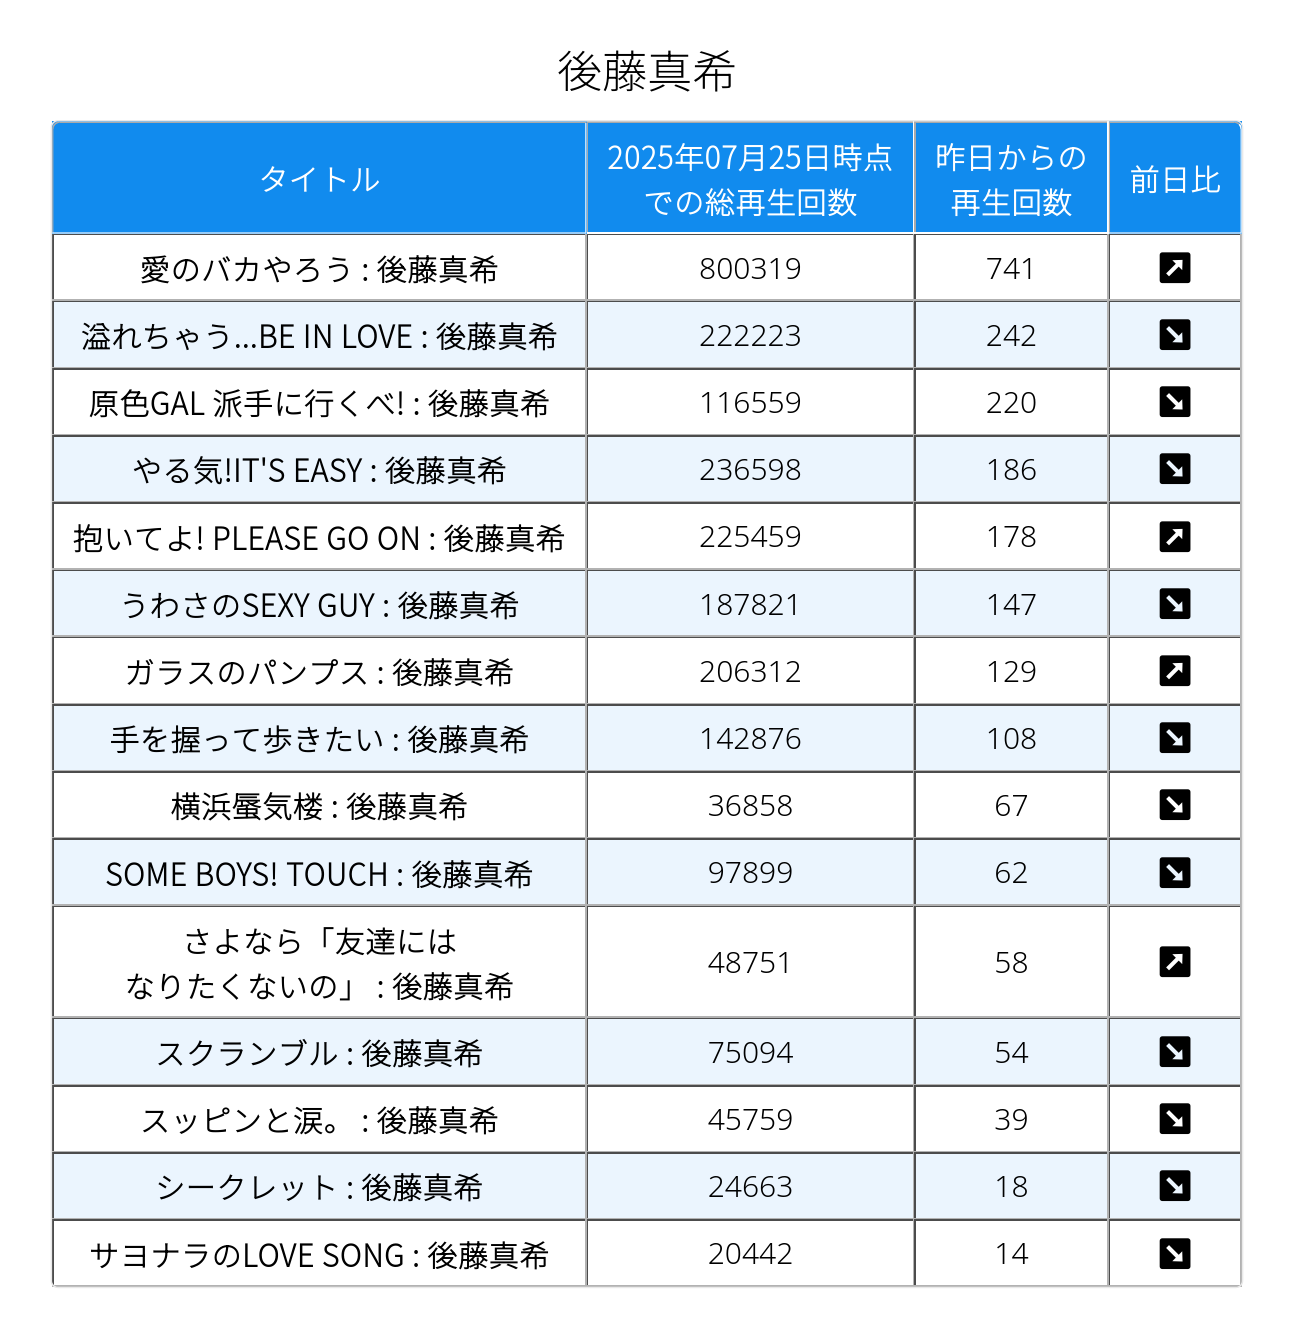 後藤真希
タイトル
2025年07月25日時点
での総再生回数
昨日からの
再生回数
前日比
愛のバカやろう : 後藤真希 800319 741
溢れちゃう...BE IN LOVE : 後藤真希 222223 242
原色GAL 派手に行くべ! : 後藤真希 116559 220
やる気!IT'S EASY : 後藤真希 236598 186
抱いてよ! PLEASE GO ON : 後藤真希 225459 178
うわさのSEXY GUY : 後藤真希 187821 147
ガラスのパンプス : 後藤真希 206312 129
手を握って歩きたい : 後藤真希 142876 108
横浜蜃気楼 : 後藤真希 36858 67
SOME BOYS! TOUCH : 後藤真希 97899 62
さよなら「友達には
なりたくないの」 : 後藤真希 48751 58
スクランブル : 後藤真希 75094 54
スッピンと涙。 : 後藤真希 45759 39
シークレット : 後藤真希 24663 18
サヨナラのLOVE SONG : 後藤真希 20442 14